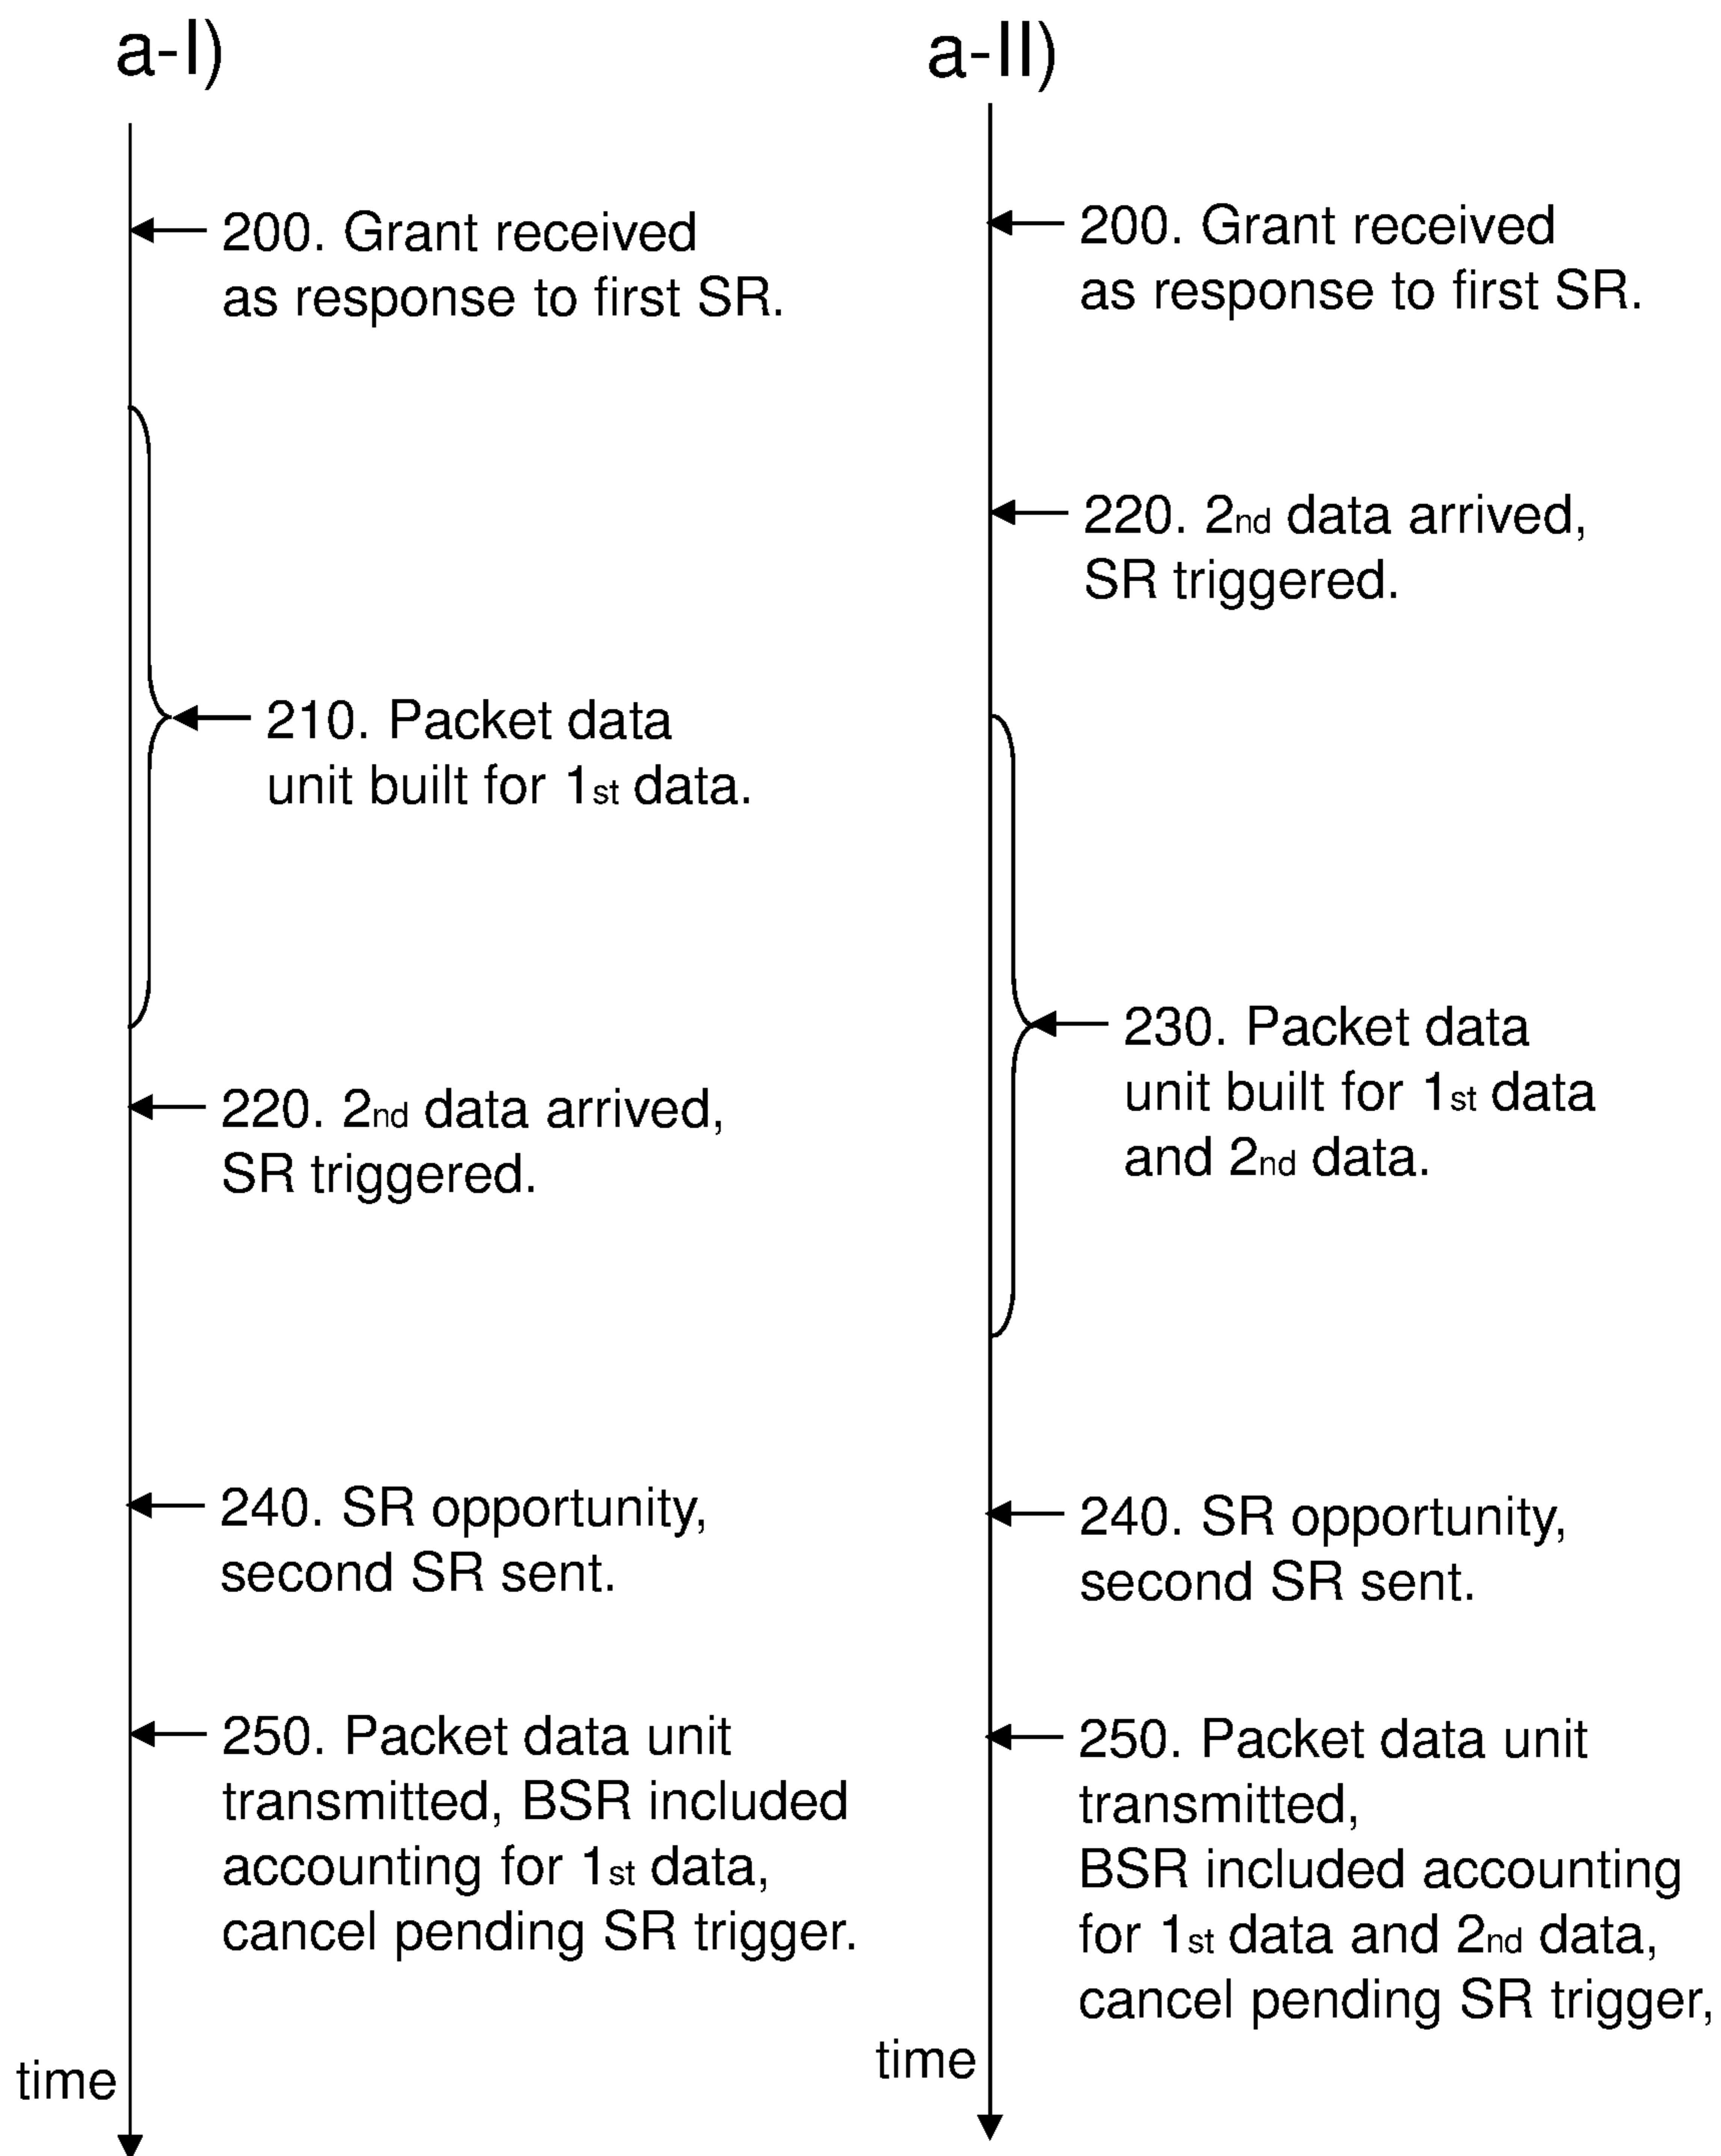 a-I)
200. Grant received
as response to first SR.
210. Packet data
unit built for 1st data.
220. 2nd data arrived,
SR triggered.
240. SR opportunity,
second SR sent.
250. Packet data unit
transmitted, BSR included
accounting for 1st data,
cancel pending SR trigger.
time
a-II)
200. Grant received
as response to first SR.
220. 2nd data arrived,
SR triggered.
230. Packet data
unit built for 1st data
and 2nd data.
240. SR opportunity,
second SR sent.
250. Packet data unit
transmitted,
BSR included accounting
for 1st data and 2nd data,
cancel pending SR trigger,
time